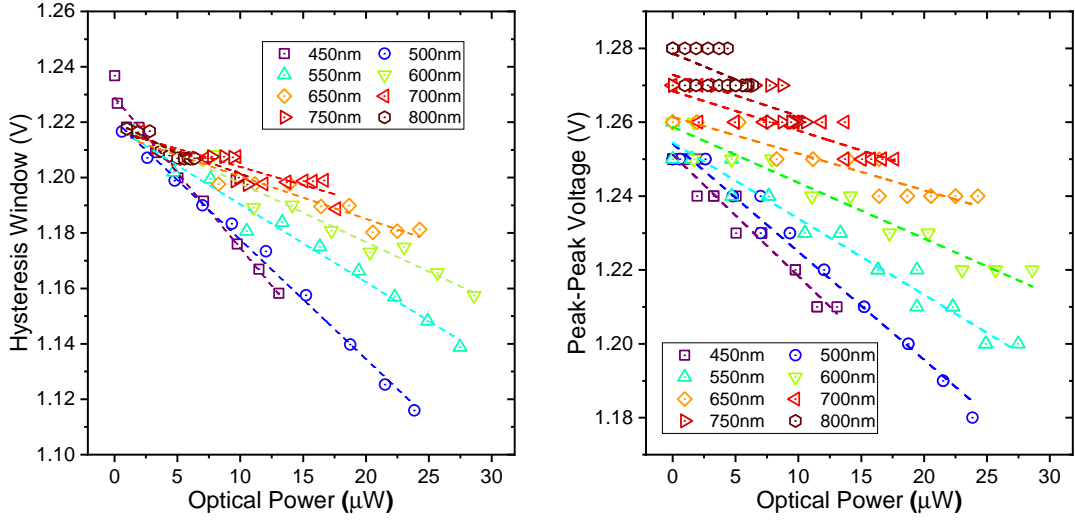 1.26
1.24
1.22
1.20
1.18
1.16
1.14
1.12
1.10
Hysteresis Window (V)
450nm 500nm
550nm 600nm
650nm 700nm
750nm 800nm
0 5 10 15 20 25 30
Optical Power (μW)
1.28
1.26
1.24
1.22
1.20
1.18
Peak-Peak Voltage (V)
450nm 500nm
550nm 600nm
650nm 700nm
750nm 800nm
0 5 10 15 20 25 30
Optical Power (μW)